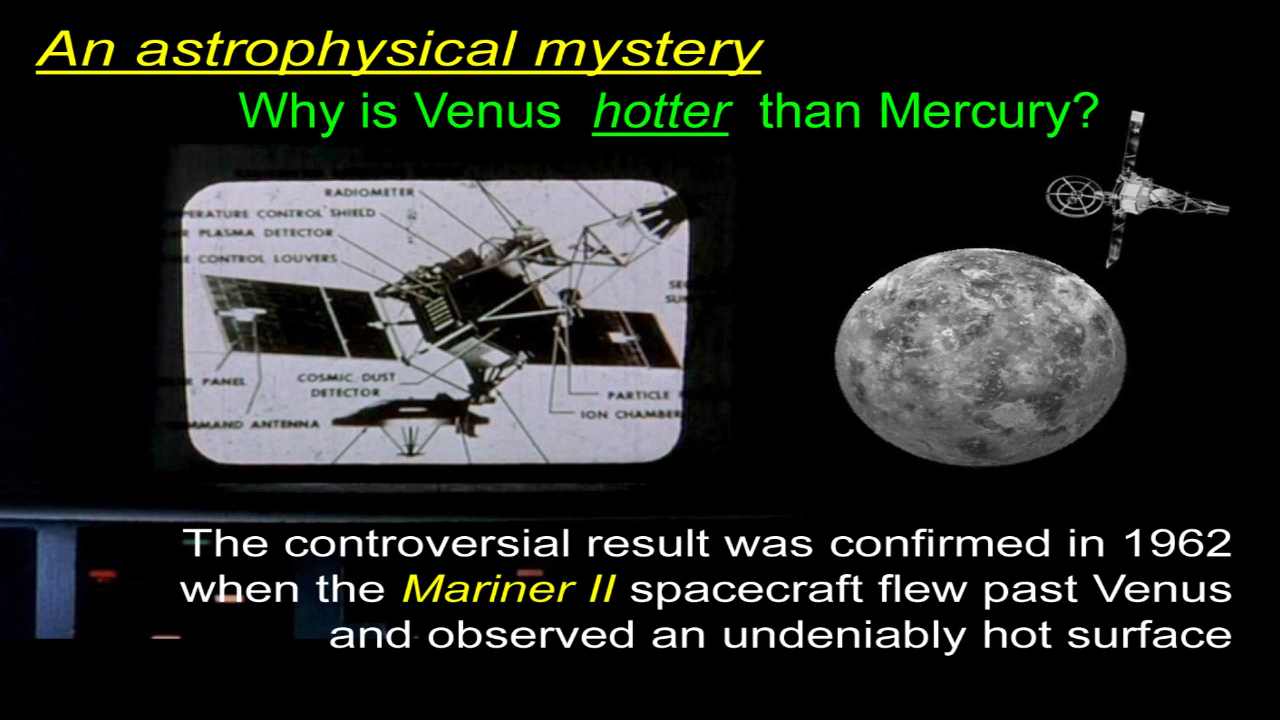 An astrophysical mystery
Why is Venus hotter than Mercury?
RADIOMETER
PERATURE CONTROL SHIELD
PLASMA DETECTOR
CONTROL LOUVERS
PANEL
COSMIC DUST
DETECTOR
PARTICLE
ION CHAMBER
MMAND ANTENNA
The controversial result was confirmed in 1962
when the Mariner II spacecraft flew past Venus
and observed an undeniably hot surface